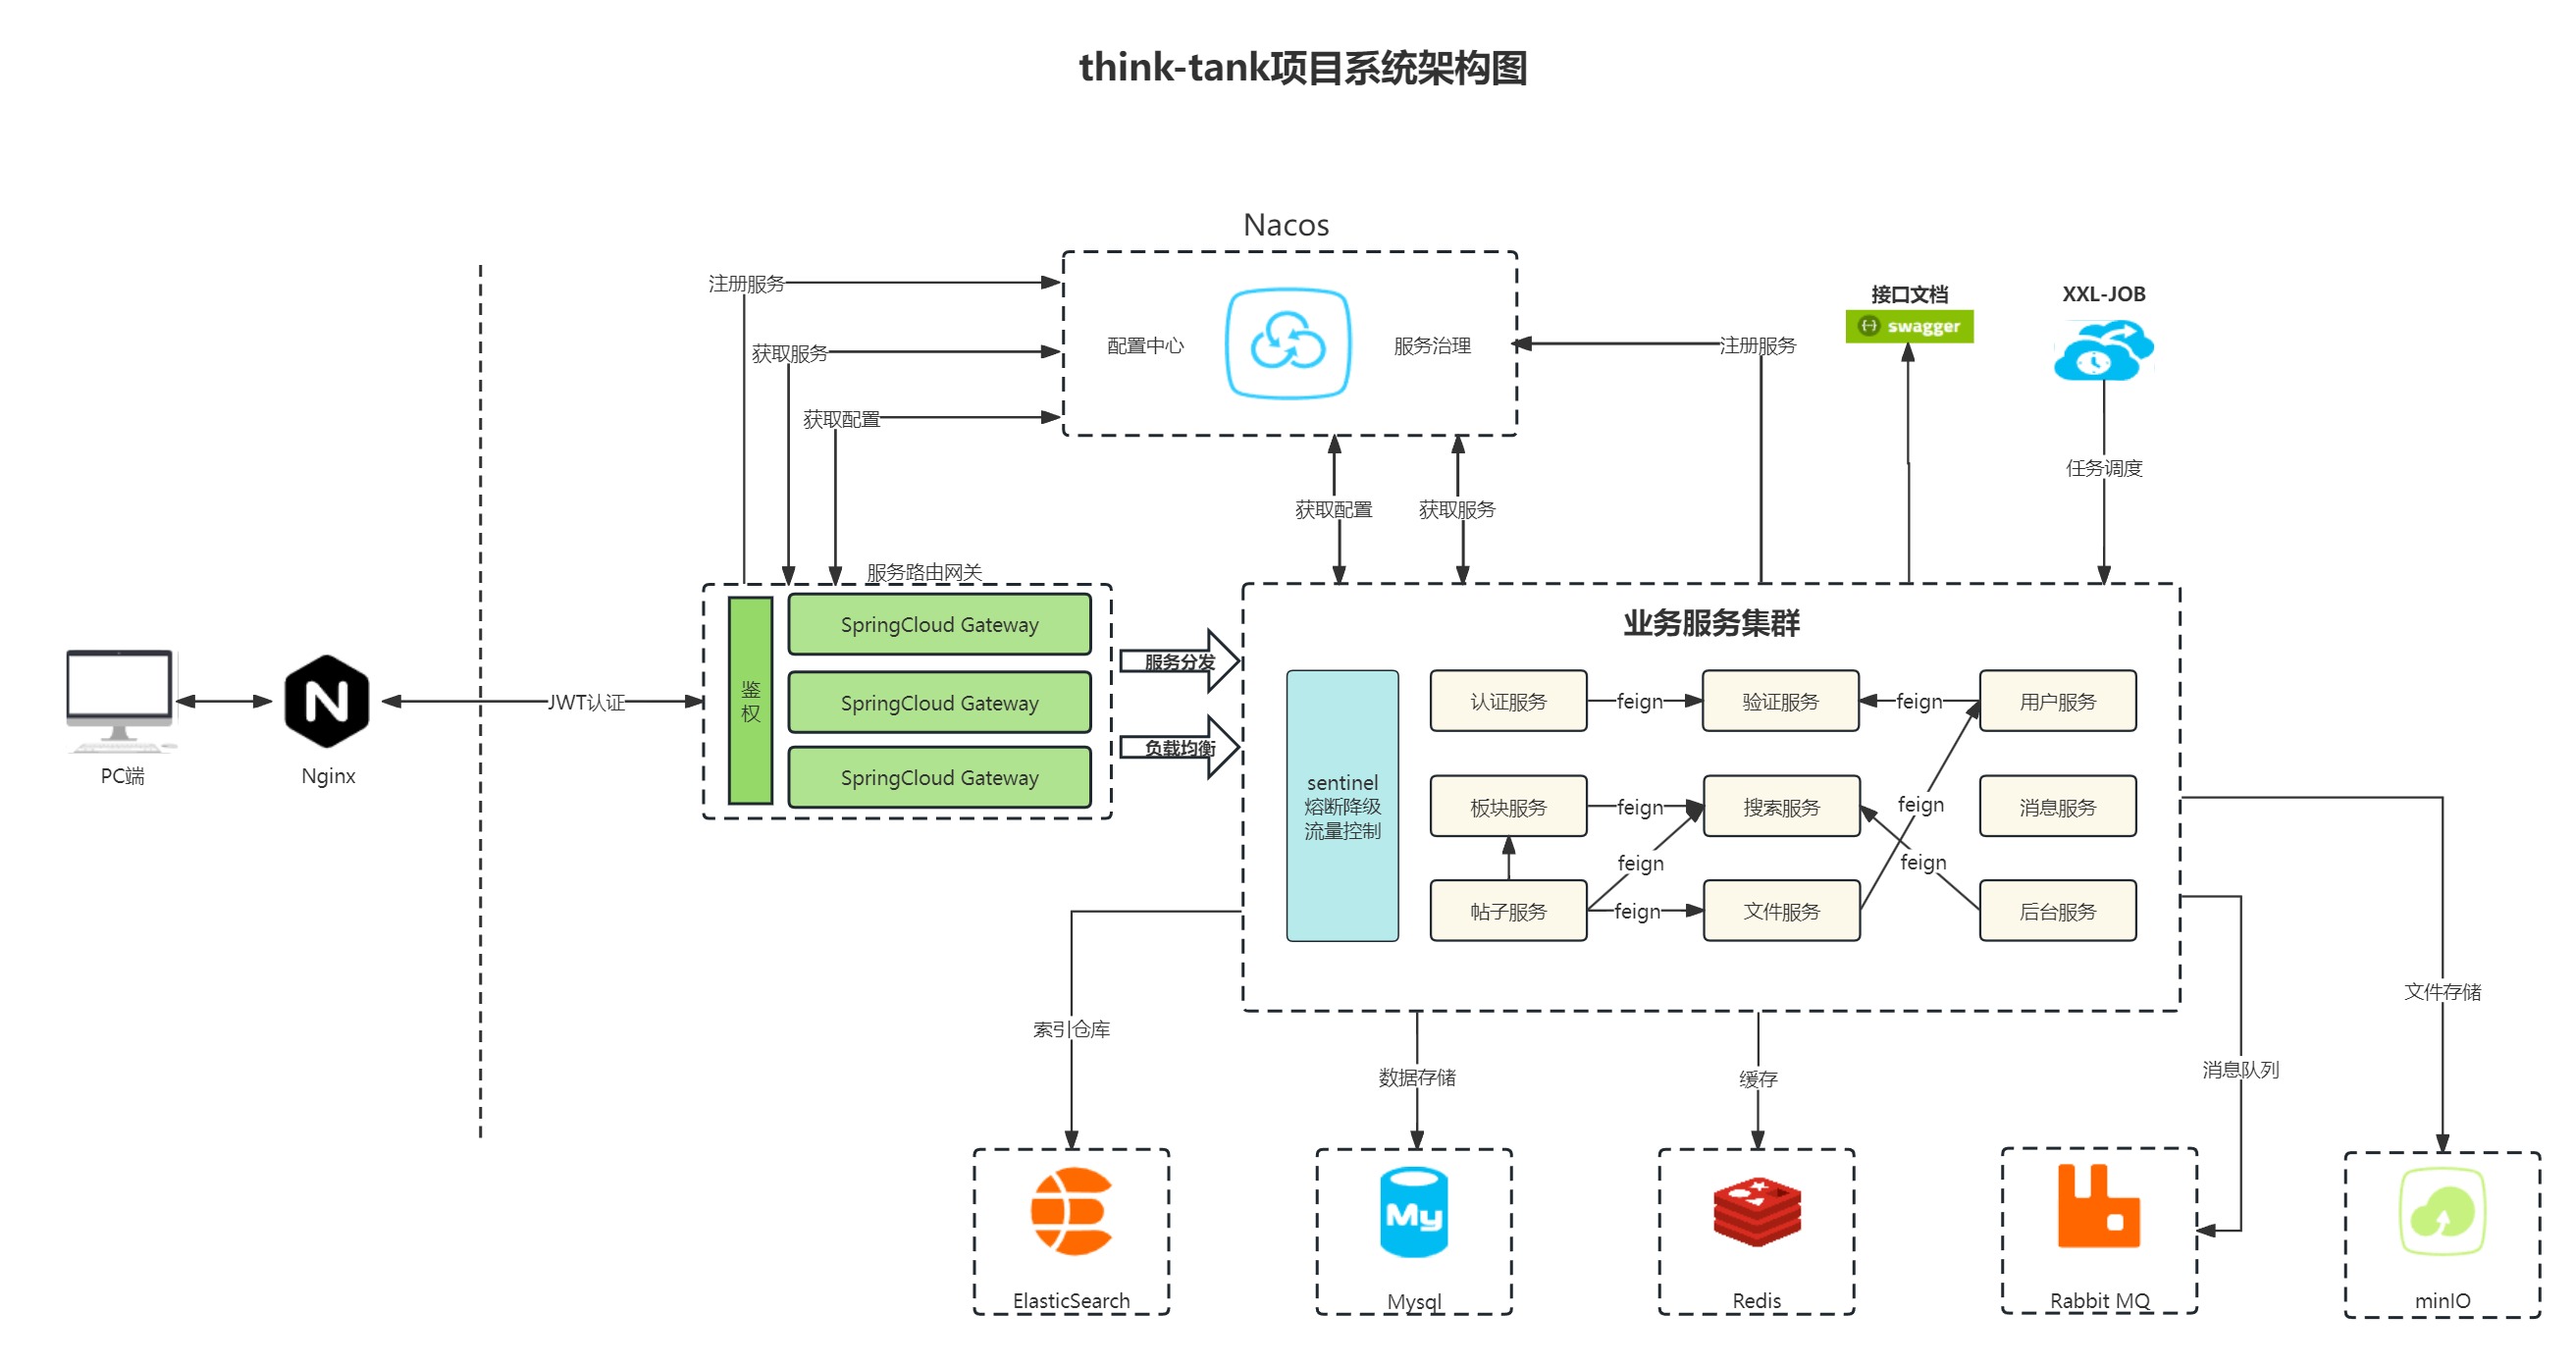 think-tank项目系统架构图
Nacos
注册服务
获取服务
获取配置
配置中心
服务治理
注册服务
接口文档
swagger
XXL-JOB
获取配置
获取服务
任务调度
服务路由网关
鉴
权
SpringCloud Gateway
SpringCloud Gateway
SpringCloud Gateway
服务分发
负载均衡
PC端
Nginx
JWT认证
业务服务集群
sentinel
熔断降级
流量控制
认证服务
feign
验证服务
feign
用户服务
板块服务
feign
搜索服务
feign
消息服务
feign
feign
帖子服务
feign
文件服务
后台服务
索引仓库
数据存储
缓存
消息队列
文件存储
ElasticSearch
My
Mysql
Redis
Rabbit MQ
minIO